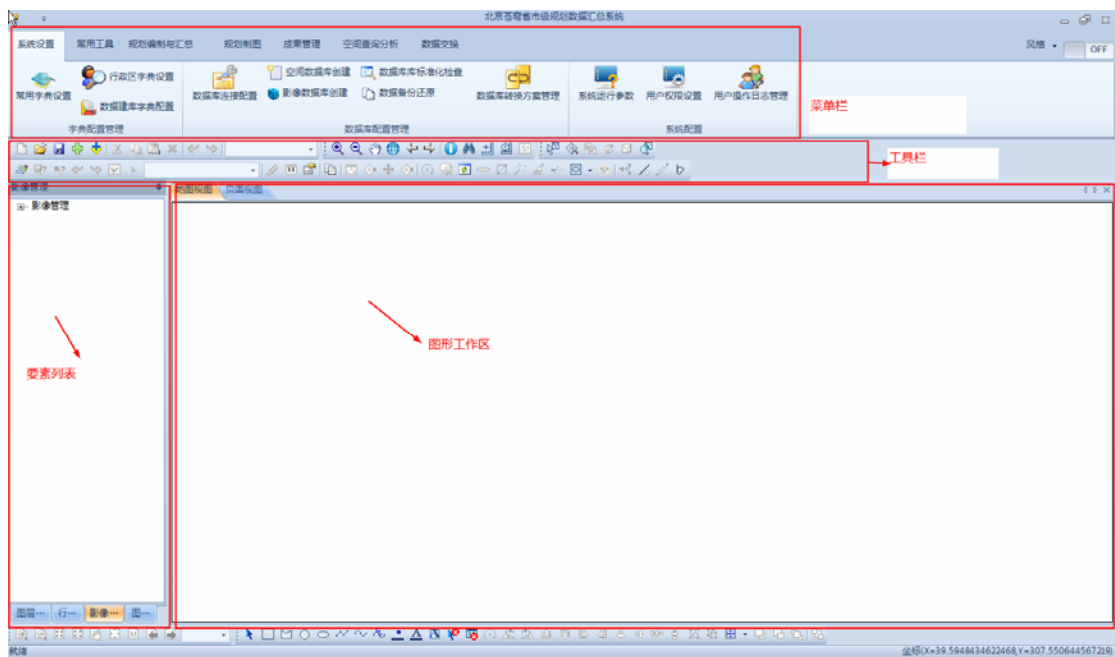 北京苍穹省市级规划数据汇总系统
系统设置 常用工具 规划编制与汇总 规划制图 成果管理 空间查询分析 数据交换 风格 OFF
常用字典设置 行政区字典设置 数据库连接配置 空间数据库创建 数据库库标准化检查 数据库转换方案管理 系统运行参数 用户权限设置 用户操作日志管理
数据建库字典配置 影像数据库创建 数据备份还原
字典配置管理 数据库配置管理 系统配置
菜单栏
工具栏
影像管理 地图视图 页面视图
影像管理
图形工作区
要素列表
图层… 行… 影像… 图…
就绪 坐标(X=39.5948434622468,Y=307.550644567219)